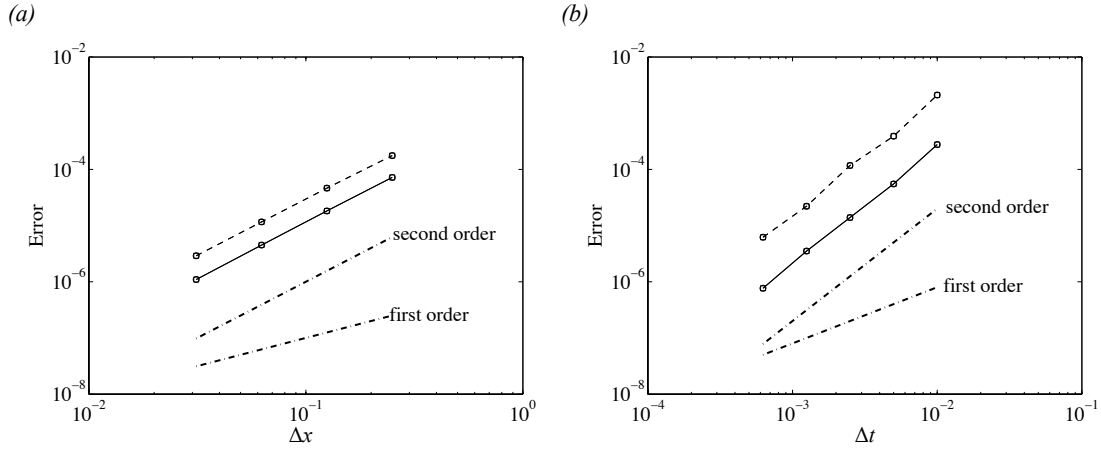 (a)
10⁻²
10⁻⁴
10⁻⁶
10⁻⁸
Error
second order
first order
10⁻²
10⁻¹
10⁰
Δx
(b)
10⁻²
10⁻⁴
10⁻⁶
10⁻⁸
Error
second order
first order
10⁻⁴
10⁻³
10⁻²
10⁻¹
Δt